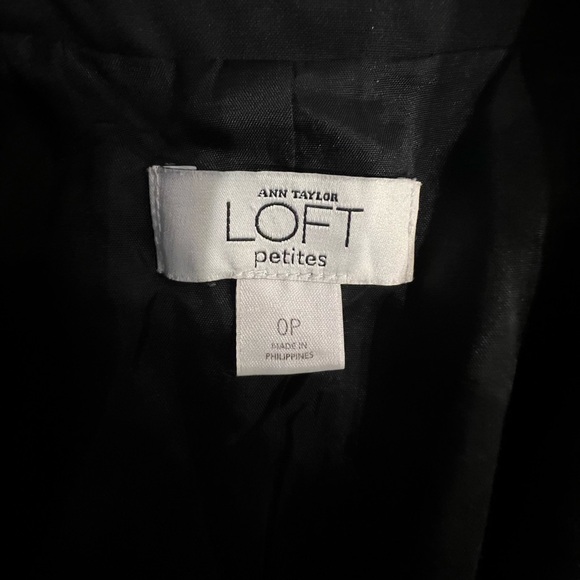 ANN TAYLOR
LOFT
petites
0P
MADE IN
PHILIPPINES